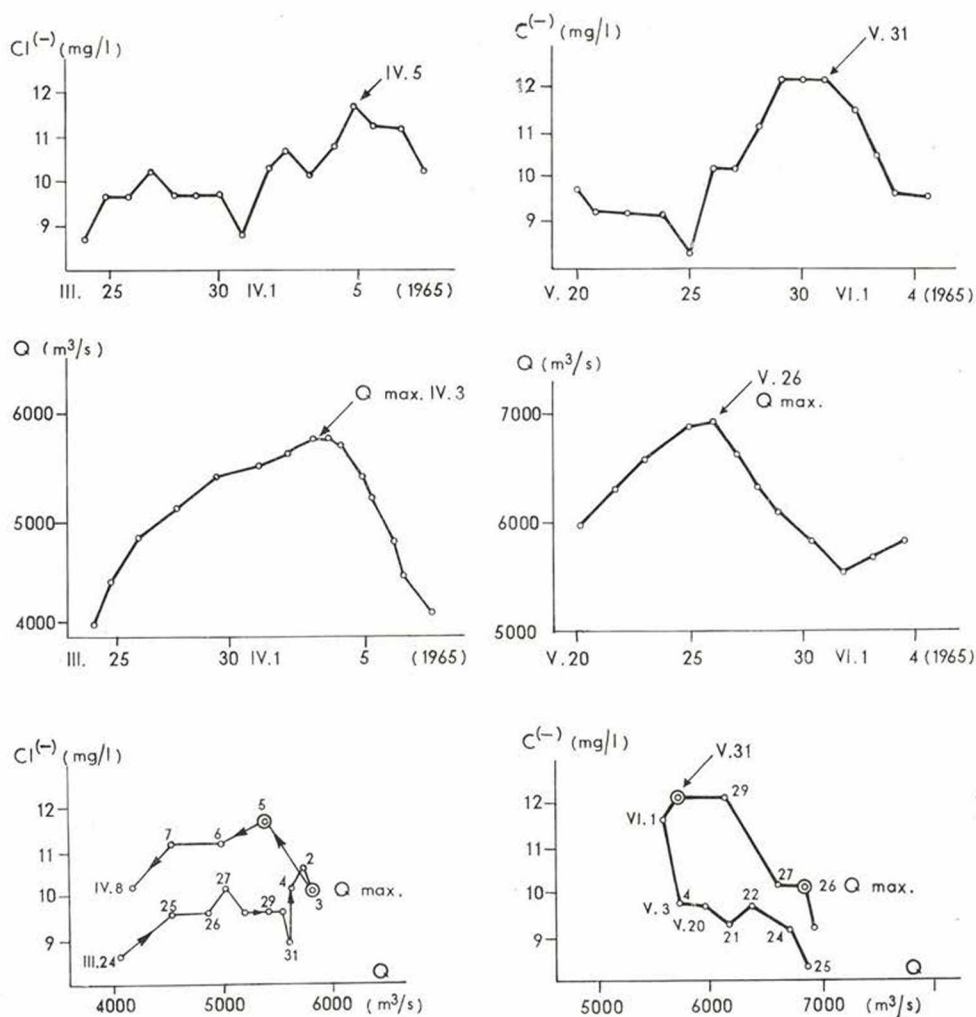 Cl(-) (mg/l)
IV. 5
12
11
10
9
III. 25 30 IV.1 5 (1965)
C(-) (mg/l)
V. 31
12
11
10
9
V. 20 25 30 VI.1 4 (1965)
Q (m³/s)
Q max. IV. 3
6000
5000
4000
III. 25 30 IV.1 5 (1965)
Q (m³/s)
V. 26
Q max.
7000
6000
5000
V. 20 25 30 VI. 1 4 (1965)
Cl(-) (mg/l)
12
11
10
9
5
7 6
2
IV. 8
27
4
Q max.
3
25
26
29
III.24
31
Q
4000 5000 6000 (m³/s)
C(-) (mg/l)
V. 31
12
11
10
9
29
VI. 1
27
26 Q max.
V. 3 4
V. 20
22
21
24
25
Q
5000 6000 7000 (m³/s)